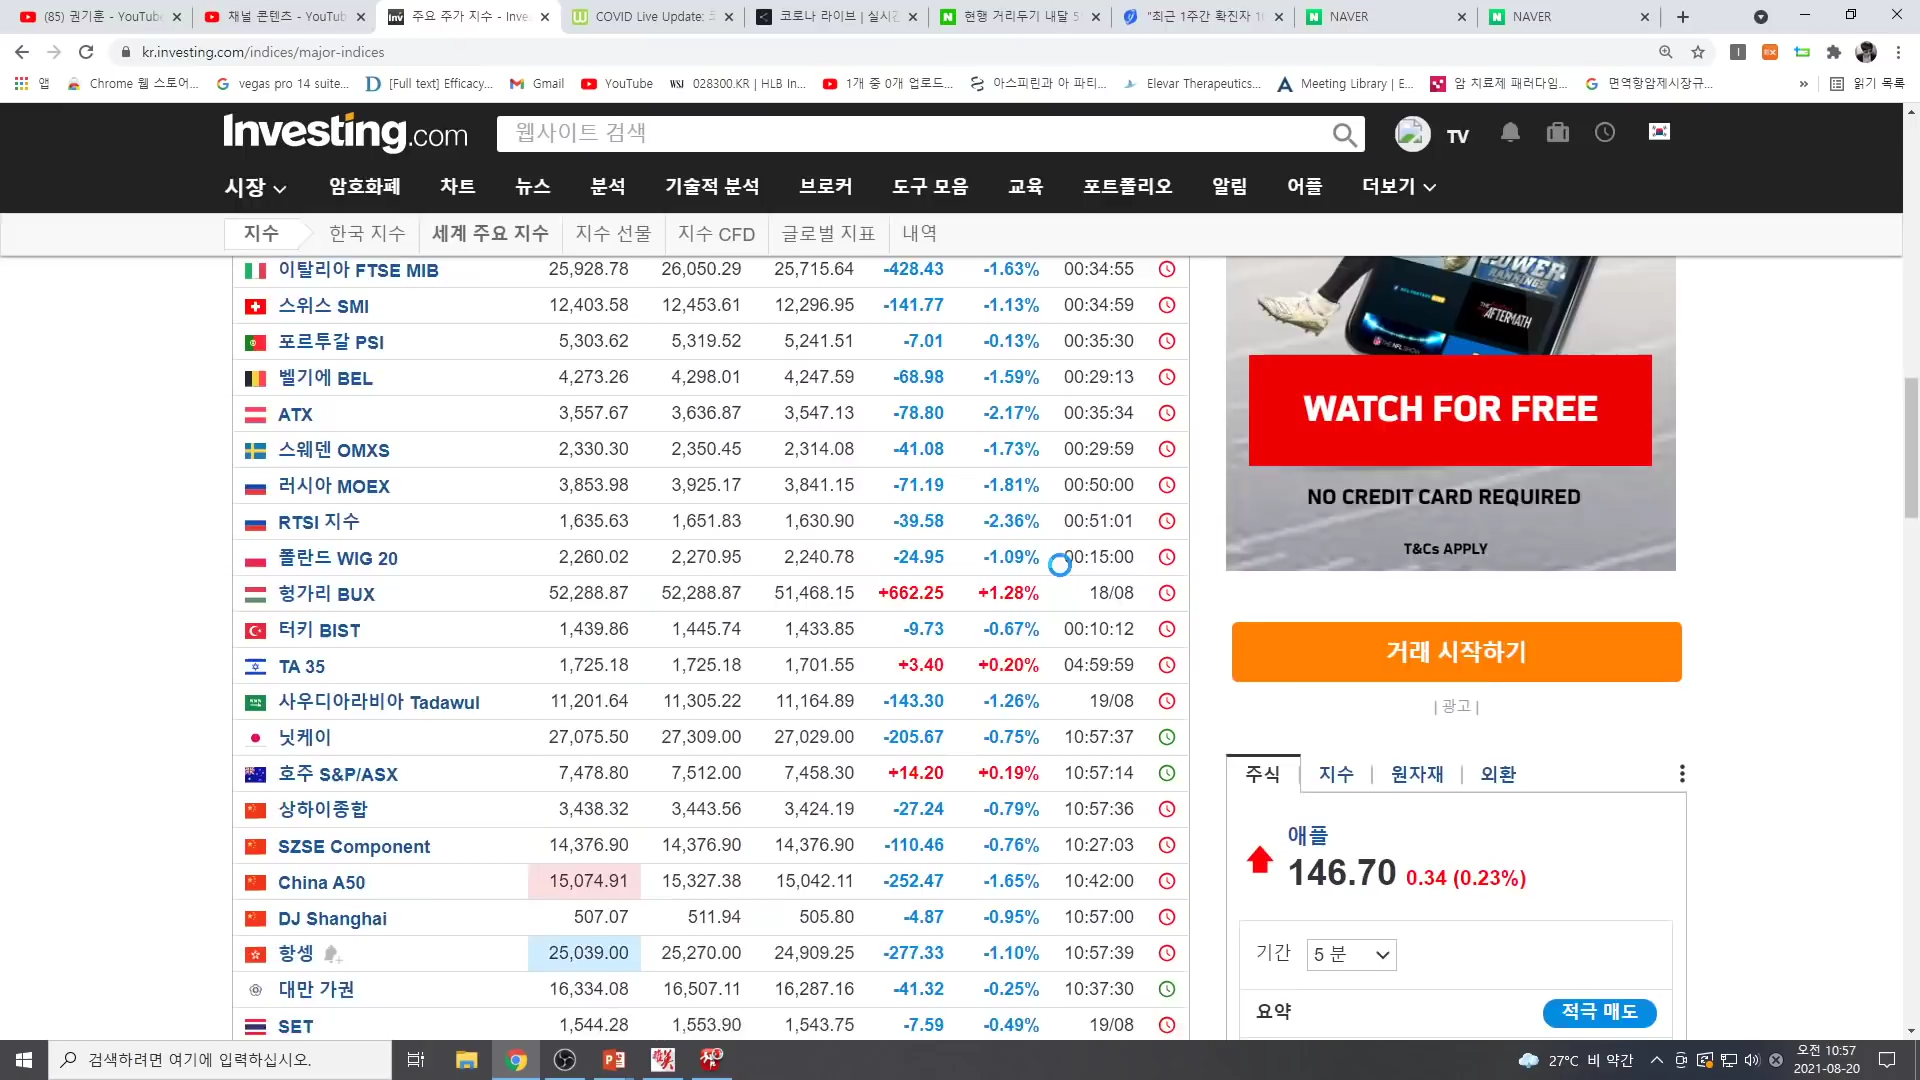 (85) 권기훈 - YouTube
채널 콘텐츠 - YouTube
주요 주가 지수 - Inve
COVID Live Update:
코로나 라이브 | 실시간
현행 거리두기 내달 5
"최근 1주간 확진자 1
NAVER
NAVER
kr.investing.com/indices/major-indices
앱
Chrome 웹 스토어...
vegas pro 14 suite...
[Full text] Efficacy...
Gmail
YouTube
WSJ 028300.KR | HLB In...
1개 중 0개 업로드...
아스피린과 아 파티...
Elevar Therapeutics...
Meeting Library | E...
암 치료제 패러다임...
면역항암제시장규...
» 읽기 목록
Investing.com
웹사이트 검색
TV
시장 암호화폐 차트 뉴스 분석 기술적 분석 브로커 도구 모음 교육 포트폴리오 알림 어플 더보기
지수 한국 지수 세계 주요 지수 지수 선물 지수 CFD 글로벌 지표 내역
이탈리아 FTSE MIB 25,928.78 26,050.29 25,715.64 -428.43 -1.63% 00:34:55
스위스 SMI 12,403.58 12,453.61 12,296.95 -141.77 -1.13% 00:34:59
포르투갈 PSI 5,303.62 5,319.52 5,241.51 -7.01 -0.13% 00:35:30
벨기에 BEL 4,273.26 4,298.01 4,247.59 -68.98 -1.59% 00:29:13
ATX 3,557.67 3,636.87 3,547.13 -78.80 -2.17% 00:35:34
스웨덴 OMXS 2,330.30 2,350.45 2,314.08 -41.08 -1.73% 00:29:59
러시아 MOEX 3,853.98 3,925.17 3,841.15 -71.19 -1.81% 00:50:00
RTSI 지수 1,635.63 1,651.83 1,630.90 -39.58 -2.36% 00:51:01
폴란드 WIG 20 2,260.02 2,270.95 2,240.78 -24.95 -1.09% 00:15:00
헝가리 BUX 52,288.87 52,288.87 51,468.15 +662.25 +1.28% 18/08
터키 BIST 1,439.86 1,445.74 1,433.85 -9.73 -0.67% 00:10:12
TA 35 1,725.18 1,725.18 1,701.55 +3.40 +0.20% 04:59:59
사우디아라비아 Tadawul 11,201.64 11,305.22 11,164.89 -143.30 -1.26% 19/08
닛케이 27,075.50 27,309.00 27,029.00 -205.67 -0.75% 10:57:37
호주 S&P/ASX 7,478.80 7,512.00 7,458.30 +14.20 +0.19% 10:57:14
상하이종합 3,438.32 3,443.56 3,424.19 -27.24 -0.79% 10:57:36
SZSE Component 14,376.90 14,376.90 14,376.90 -110.46 -0.76% 10:27:03
China A50 15,074.91 15,327.38 15,042.11 -252.47 -1.65% 10:42:00
DJ Shanghai 507.07 511.94 505.80 -4.87 -0.95% 10:57:00
항셍 25,039.00 25,270.00 24,909.25 -277.33 -1.10% 10:57:39
대만 가권 16,334.08 16,507.11 16,287.16 -41.32 -0.25% 10:37:30
SET 1,544.28 1,553.90 1,543.75 -7.59 -0.49% 19/08
POWER
RANKINGS
AFTERMATH
WATCH FOR FREE
NO CREDIT CARD REQUIRED
T&Cs APPLY
거래 시작하기
| 광고 |
주식 | 지수 | 원자재 | 외환
애플
146.70 0.34 (0.23%)
기간 5 분
요약 적극 매도
검색하려면 여기에 입력하십시오.
27°C 비 약간
오전 10:57
2021-08-20